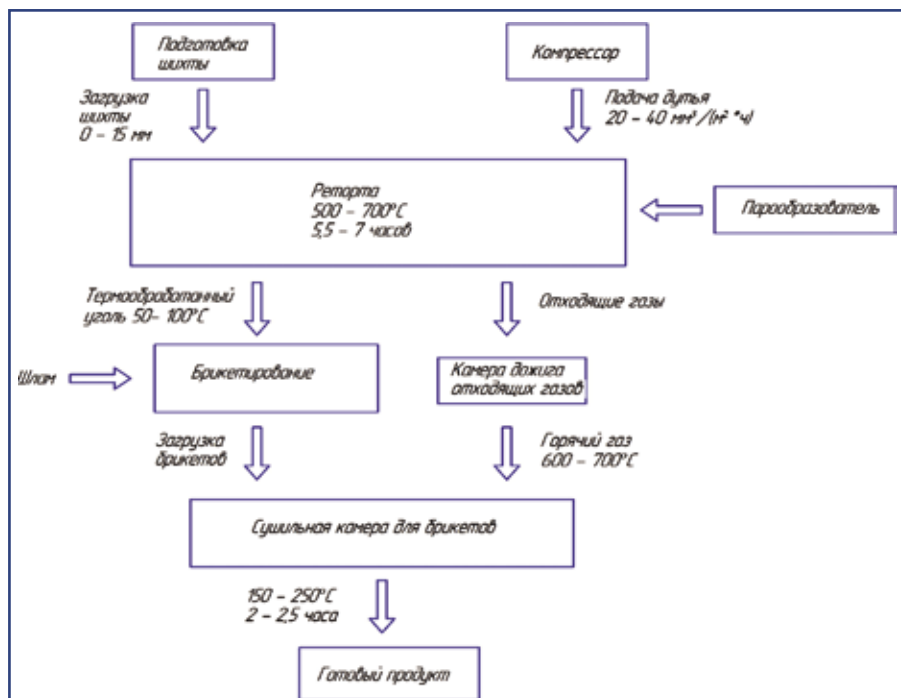 Подготовка
шихты
Компрессор
Загрузка
шихты
0 – 15 мм
Подача дутья
20 – 40 мм³/(м² *ч)
Реторта
500 – 700°С
5,5 – 7 часов
Парообразователь
Термообработанный
уголь 50– 100°С
Отходящие газы
Шлам
Брикетирование
Камера дожига
отходящих газов
Загрузка
брикетов
Горячий газ
600 – 700°С
Сушильная камера для брикетов
150 – 250°С
2 – 2,5 часа
Готовый продукт